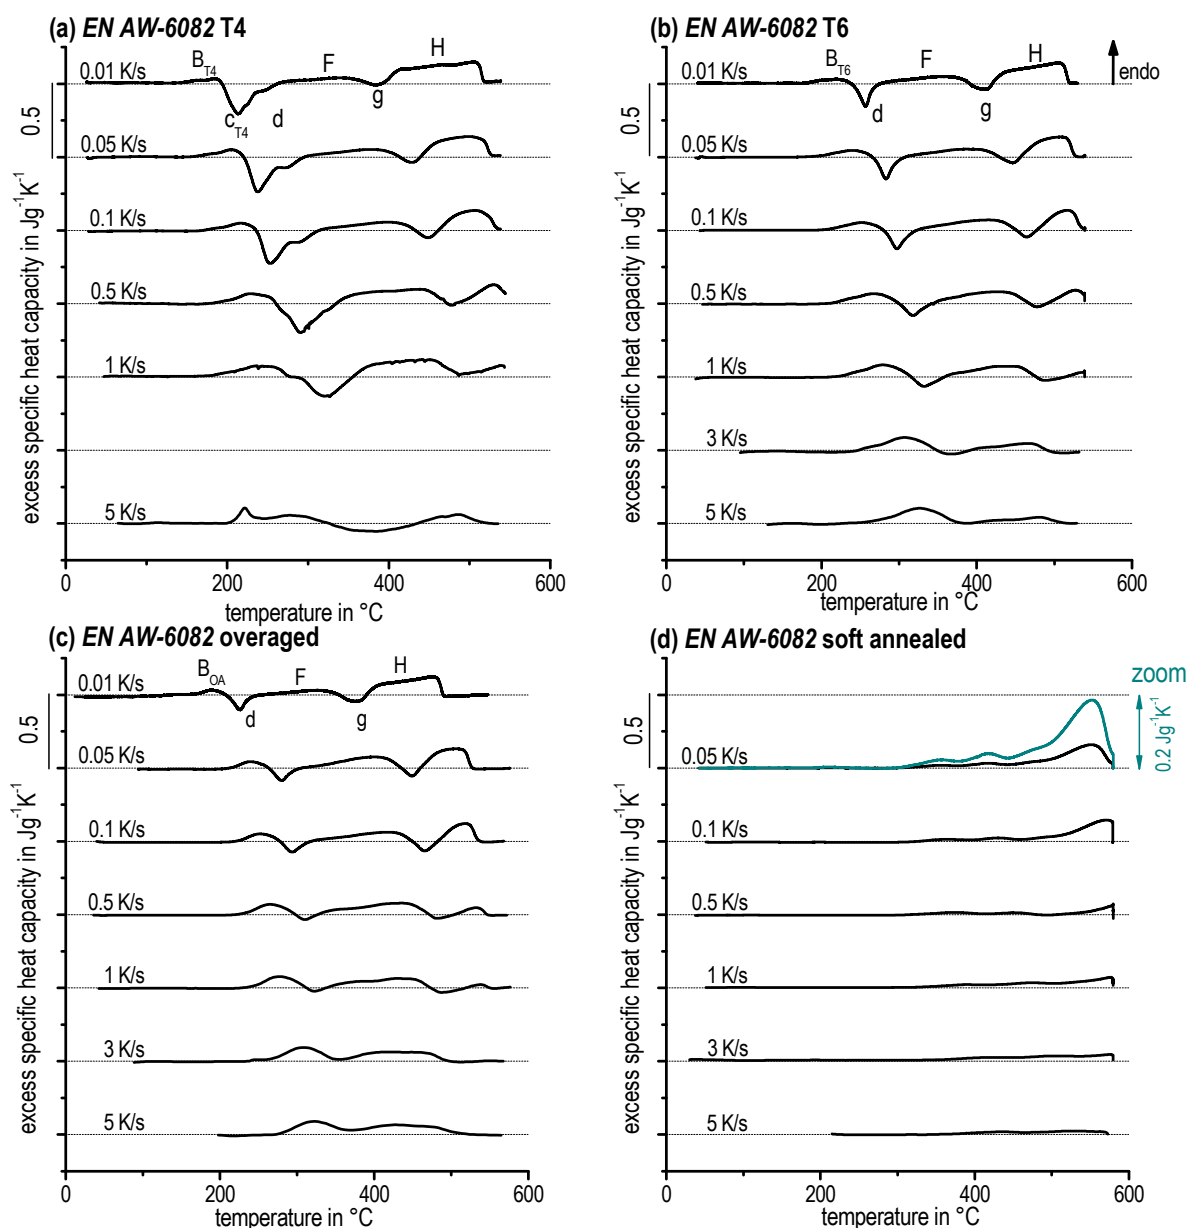 (a) EN AW-6082 T4
0.01 K/s
B_T4
F
H
c_T4
d
g
0.5
0.05 K/s
0.1 K/s
0.5 K/s
1 K/s
5 K/s
excess specific heat capacity in Jg⁻¹K⁻¹
0 200 400 600
temperature in °C
(b) EN AW-6082 T6
0.01 K/s
B_T6
F
H
endo
d
g
0.5
0.05 K/s
0.1 K/s
0.5 K/s
1 K/s
3 K/s
5 K/s
excess specific heat capacity in Jg⁻¹K⁻¹
0 200 400 600
temperature in °C
(c) EN AW-6082 overaged
0.01 K/s
B_OA
F
H
d
g
0.5
0.05 K/s
0.1 K/s
0.5 K/s
1 K/s
3 K/s
5 K/s
excess specific heat capacity in Jg⁻¹K⁻¹
0 200 400 600
temperature in °C
(d) EN AW-6082 soft annealed
zoom
0.2 Jg⁻¹K⁻¹
0.5
0.05 K/s
0.1 K/s
0.5 K/s
1 K/s
3 K/s
5 K/s
excess specific heat capacity in Jg⁻¹K⁻¹
0 200 400 600
temperature in °C